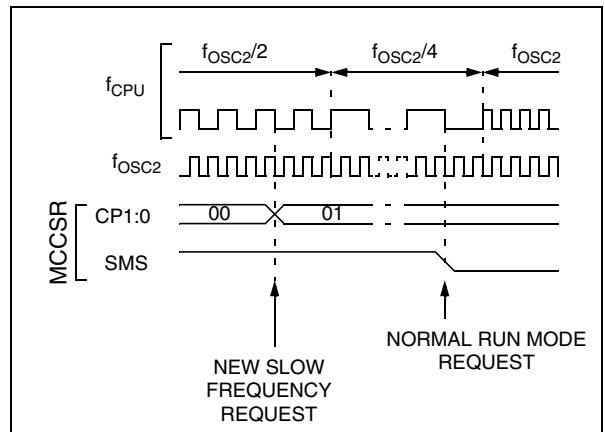 fOSC2/2 fOSC2/4 fOSC2
fCPU
fOSC2
MCCSR
CP1:0 00 01
SMS
NEW SLOW
FREQUENCY
REQUEST
NORMAL RUN MODE
REQUEST